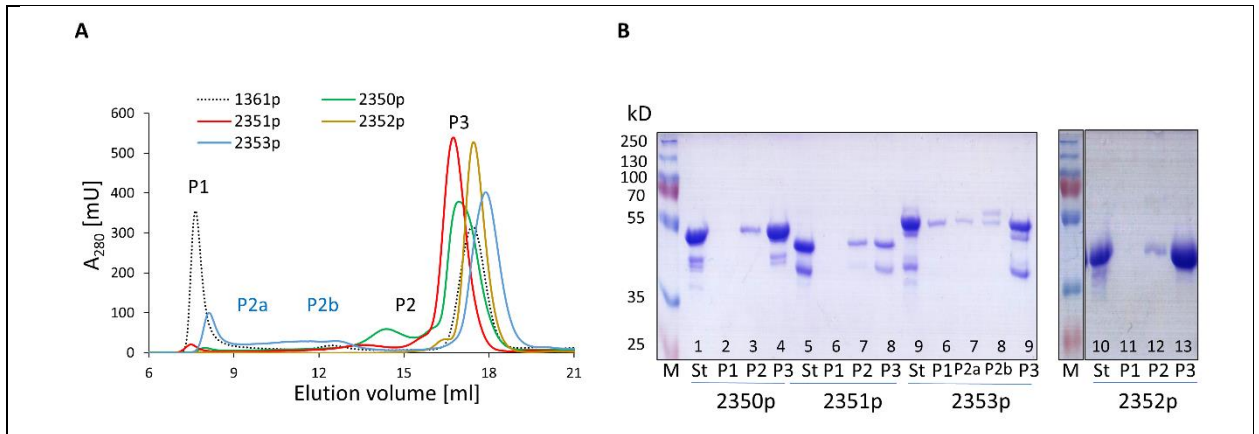 A
B
1361p 2350p
2351p 2352p
2353p
600
500
400
300
200
100
0
A280 [mU]
P1
P2a
P2b
P2
P3
6 9 12 15 18 21
Elution volume [ml]
kD
250
130
100
70
55
35
25
1 2 3 4 5 6 7 8 9 6 7 8 9
M St P1 P2 P3 St P1 P2 P3 St P1 P2a P2b P3
2350p 2351p 2353p
10 11 12 13
M St P1 P2 P3
2352p